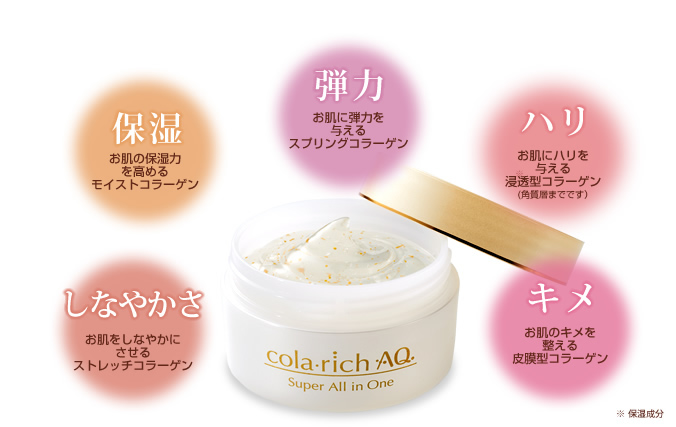 弾力
お肌に弾力を
与える
スプリングコラーゲン
保湿
お肌の保湿力
を高める
モイストコラーゲン
ハリ
お肌にハリを
与える
浸透型コラーゲン
(角質層までです)
しなやかさ
お肌をしなやかに
させる
ストレッチコラーゲン
キメ
お肌のキメを
整える
皮膜型コラーゲン
cola・rich AQ.
Super All in One
※ 保湿成分